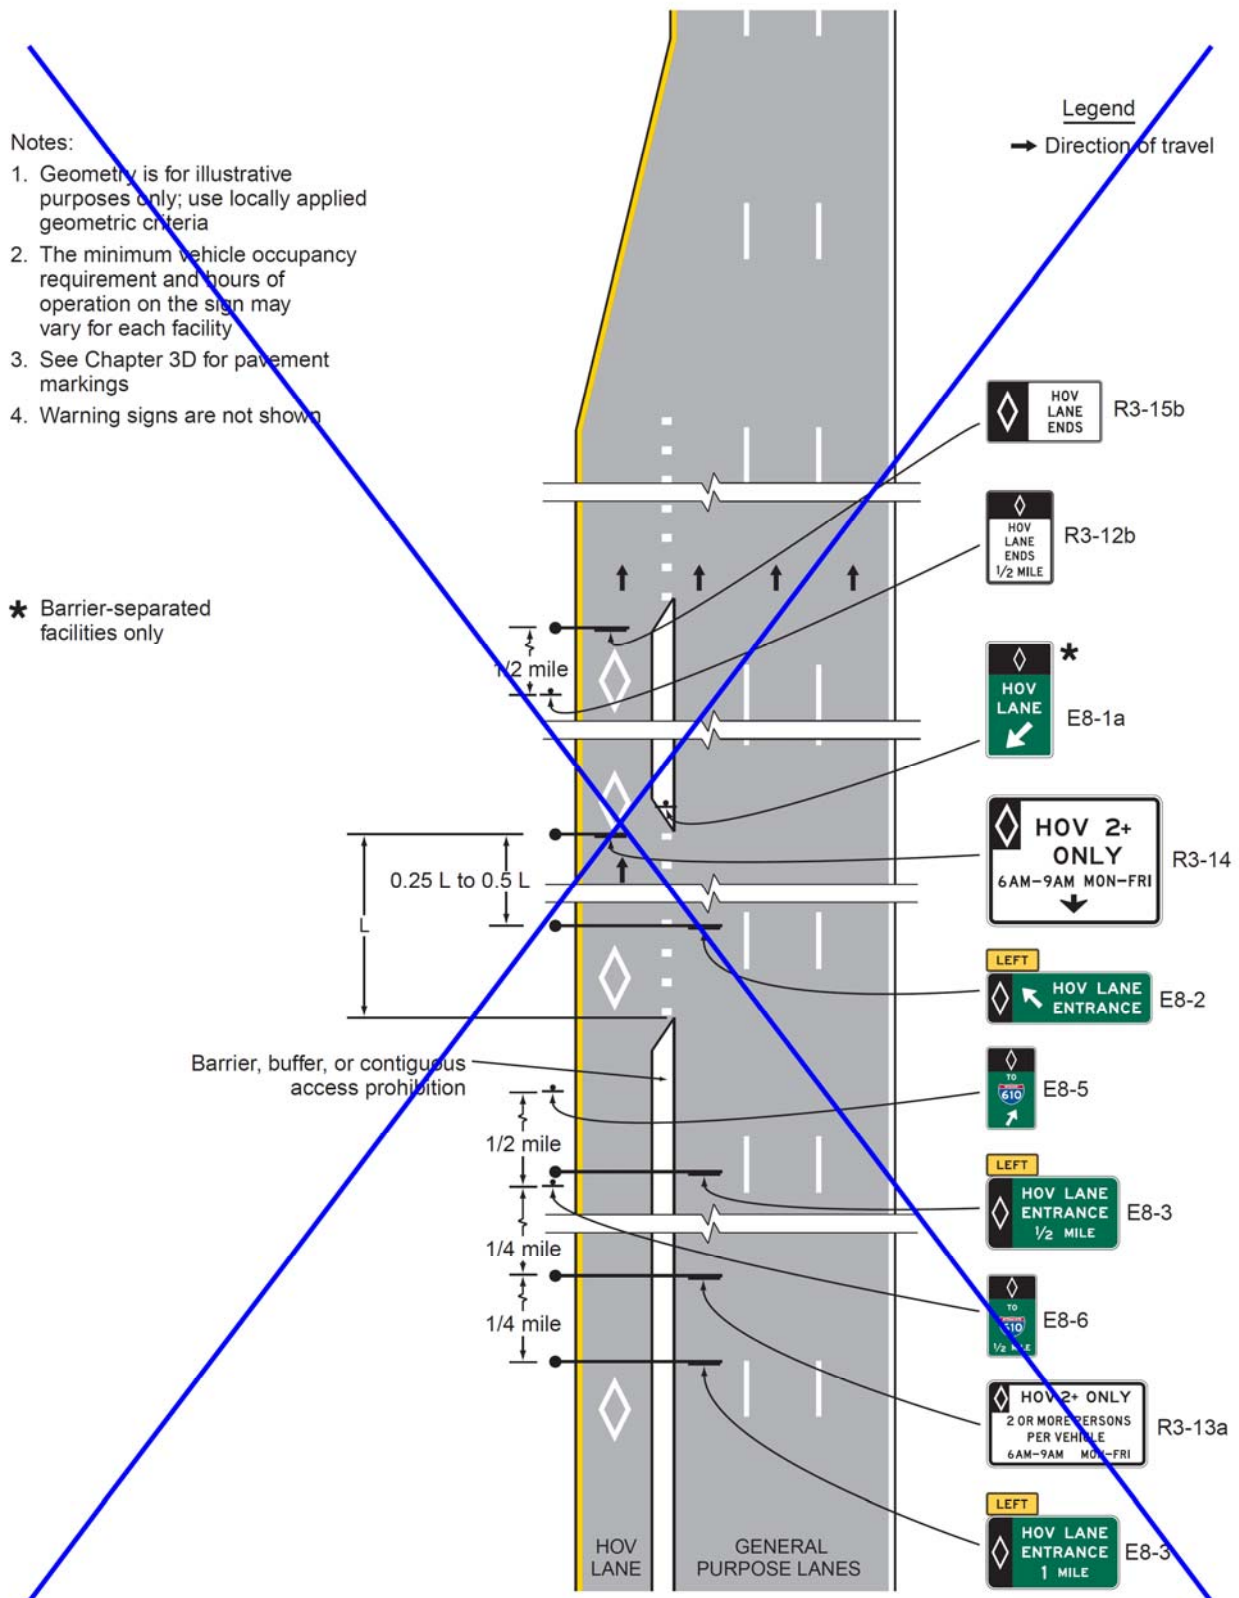 Notes:
1. Geometry is for illustrative
purposes only; use locally applied
geometric criteria
2. The minimum vehicle occupancy
requirement and hours of
operation on the sign may
vary for each facility
3. See Chapter 3D for pavement
markings
4. Warning signs are not shown
* Barrier-separated
facilities only
Legend
Direction of travel
HOV
LANE
ENDS
R3-15b
HOV
LANE
ENDS
1/2 MILE
R3-12b
1/2 mile
*
HOV
LANE
E8-1a
HOV 2+
ONLY
6AM-9AM MON-FRI
R3-14
0.25 L to 0.5 L
L
LEFT
HOV LANE
ENTRANCE
E8-2
Barrier, buffer, or contiguous
access prohibition
TO
610
E8-5
1/2 mile
LEFT
HOV LANE
ENTRANCE
1/2 MILE
E8-3
1/4 mile
TO
610
1/2 MILE
E8-6
1/4 mile
HOV 2+ ONLY
2 OR MORE PERSONS
PER VEHICLE
6AM-9AM MON-FRI
R3-13a
LEFT
HOV LANE
ENTRANCE
1 MILE
E8-3
HOV
LANE
GENERAL
PURPOSE LANES